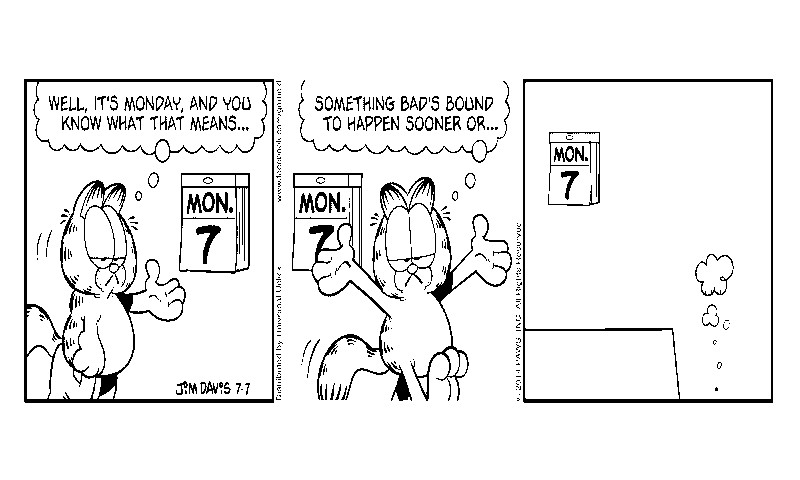 WELL, IT'S MONDAY, AND YOU
KNOW WHAT THAT MEANS...
MON.
7
JIM DAVIS 7-7
SOMETHING BAD'S BOUND
TO HAPPEN SOONER OR...
MON.
7
MON.
7